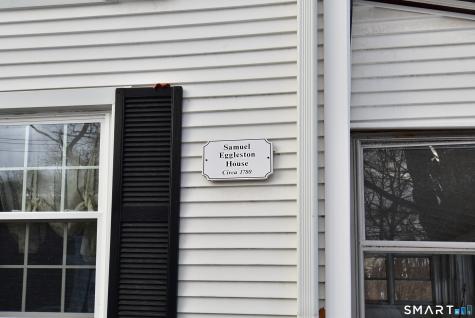 Samuel
Eggleston
House
Circa 1780
SMART